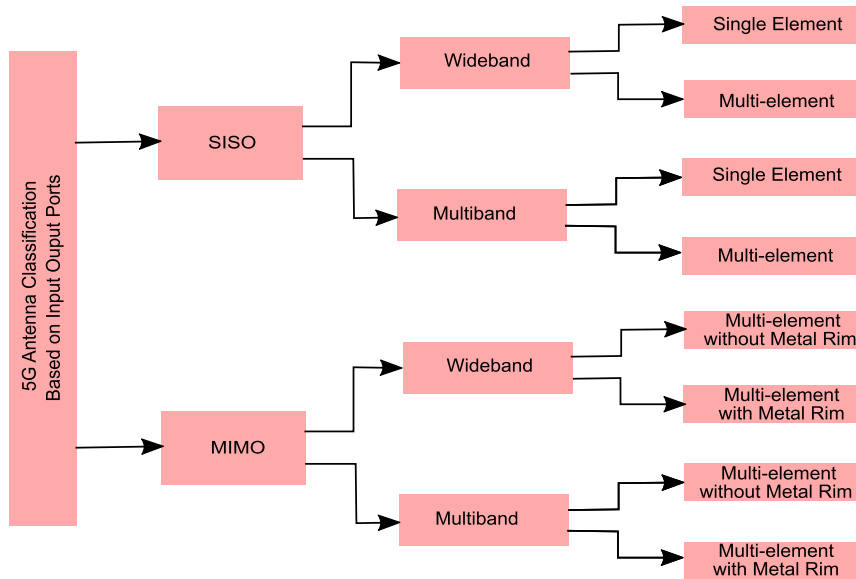 5G Antenna Classification
Based on Input Ouput Ports
SISO
MIMO
Wideband
Multiband
Wideband
Multiband
Single Element
Multi-element
Single Element
Multi-element
Multi-element
without Metal Rim
Multi-element
with Metal Rim
Multi-element
without Metal Rim
Multi-element
with Metal Rim